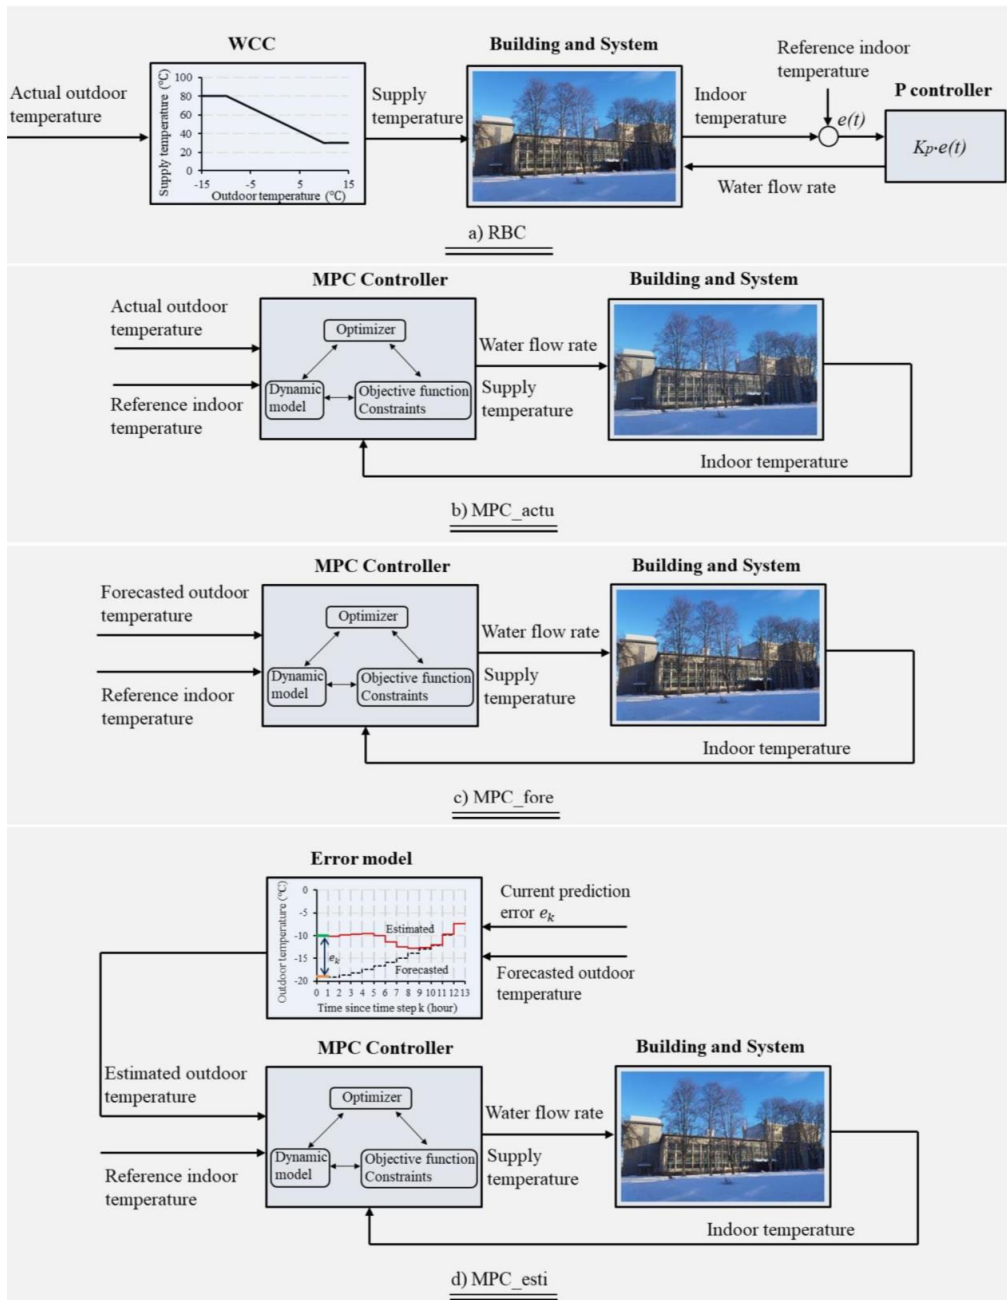 WCC
Building and System
Reference indoor
temperature
P controller
Actual outdoor
temperature
Supply temperature (°C)
100
80
60
40
20
0
-15
-5
5
15
Outdoor temperature (°C)
Supply
temperature
Indoor
temperature
e(t)
Kp·e(t)
Water flow rate
a) RBC
MPC Controller
Building and System
Actual outdoor
temperature
Reference indoor
temperature
Optimizer
Dynamic
model
Objective function
Constraints
Water flow rate
Supply
temperature
Indoor temperature
b) MPC_actu
MPC Controller
Building and System
Forecasted outdoor
temperature
Reference indoor
temperature
Optimizer
Dynamic
model
Objective function
Constraints
Water flow rate
Supply
temperature
Indoor temperature
c) MPC_fore
Error model
Outdoor temperature (°C)
0
-5
-10
-15
-20
Estimated
eₖ
Forecasted
0 1 2 3 4 5 6 7 8 9 10 11 12 13
Time since time step k (hour)
Current prediction
error eₖ
Forecasted outdoor
temperature
MPC Controller
Building and System
Estimated outdoor
temperature
Reference indoor
temperature
Optimizer
Dynamic
model
Objective function
Constraints
Water flow rate
Supply
temperature
Indoor temperature
d) MPC_esti